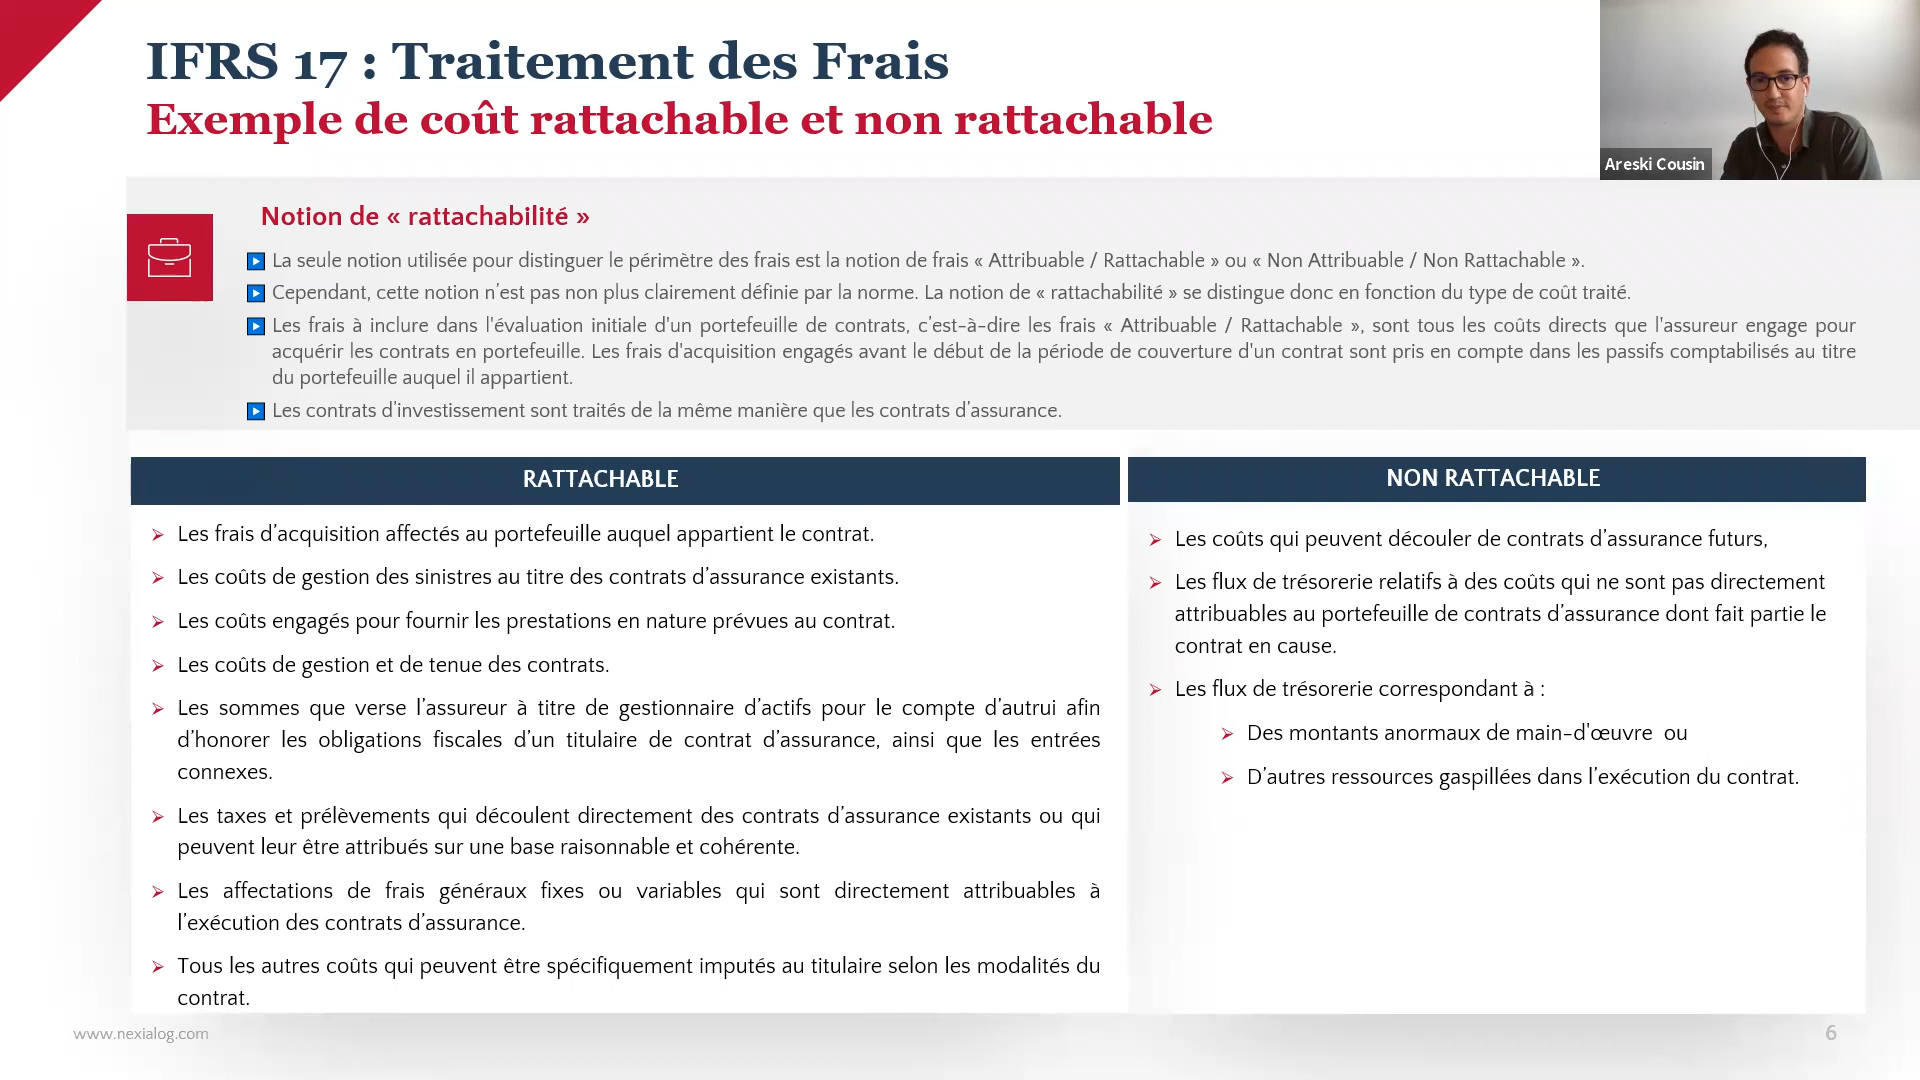 IFRS 17 : Traitement des Frais
Exemple de coût rattachable et non rattachable
Areski Cousin
Notion de « rattachabilité »
La seule notion utilisée pour distinguer le périmètre des frais est la notion de frais « Attribuable / Rattachable » ou « Non Attribuable / Non Rattachable ».
Cependant, cette notion n’est pas non plus clairement définie par la norme. La notion de « rattachabilité » se distingue donc en fonction du type de coût traité.
Les frais à inclure dans l'évaluation initiale d'un portefeuille de contrats, c’est-à-dire les frais « Attribuable / Rattachable », sont tous les coûts directs que l'assureur engage pour
acquérir les contrats en portefeuille. Les frais d'acquisition engagés avant le début de la période de couverture d'un contrat sont pris en compte dans les passifs comptabilisés au titre
du portefeuille auquel il appartient.
Les contrats d’investissement sont traités de la même manière que les contrats d’assurance.
RATTACHABLE
Les frais d’acquisition affectés au portefeuille auquel appartient le contrat.
Les coûts de gestion des sinistres au titre des contrats d’assurance existants.
Les coûts engagés pour fournir les prestations en nature prévues au contrat.
Les coûts de gestion et de tenue des contrats.
Les sommes que verse l’assureur à titre de gestionnaire d’actifs pour le compte d’autrui afin
d’honorer les obligations fiscales d’un titulaire de contrat d’assurance, ainsi que les entrées
connexes.
Les taxes et prélèvements qui découlent directement des contrats d’assurance existants ou qui
peuvent leur être attribués sur une base raisonnable et cohérente.
Les affectations de frais généraux fixes ou variables qui sont directement attribuables à
l’exécution des contrats d’assurance.
Tous les autres coûts qui peuvent être spécifiquement imputés au titulaire selon les modalités du
contrat.
NON RATTACHABLE
Les coûts qui peuvent découler de contrats d’assurance futurs,
Les flux de trésorerie relatifs à des coûts qui ne sont pas directement
attribuables au portefeuille de contrats d’assurance dont fait partie le
contrat en cause.
Les flux de trésorerie correspondant à :
Des montants anormaux de main-d'œuvre ou
D’autres ressources gaspillées dans l’exécution du contrat.
www.nexialog.com
6